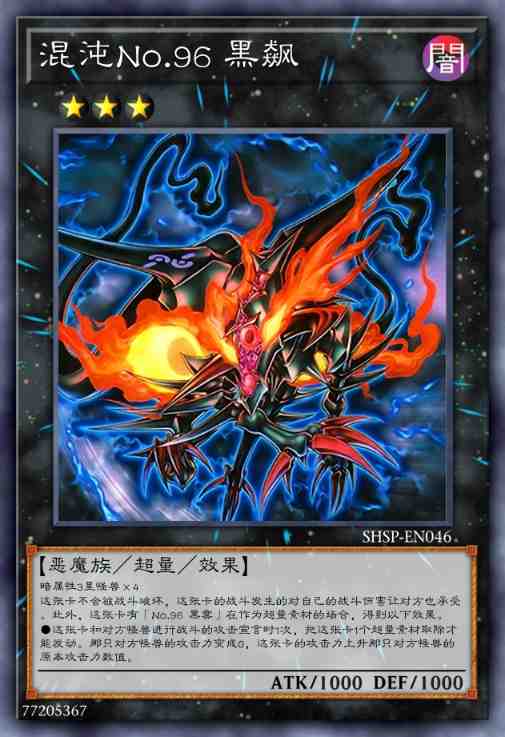 混沌No.96 黑飙
闇
SHSP-EN046
【恶魔族／超量／效果】
暗属性3星怪兽×4
这张卡不会被战斗破坏，这张卡的战斗发生的对自己的战斗伤害让对方也承受
。此外，这张卡有「No.96 黑雾」在作为超量素材的场合，得到以下效果。
●这张卡和对方怪兽进行战斗的攻击宣言时1次，把这张卡1个超量素材取除才
能发动。那只对方怪兽的攻击力变成0，这张卡的攻击力上升那只对方怪兽的
原本攻击力数值。
ATK/1000 DEF/1000
77205367